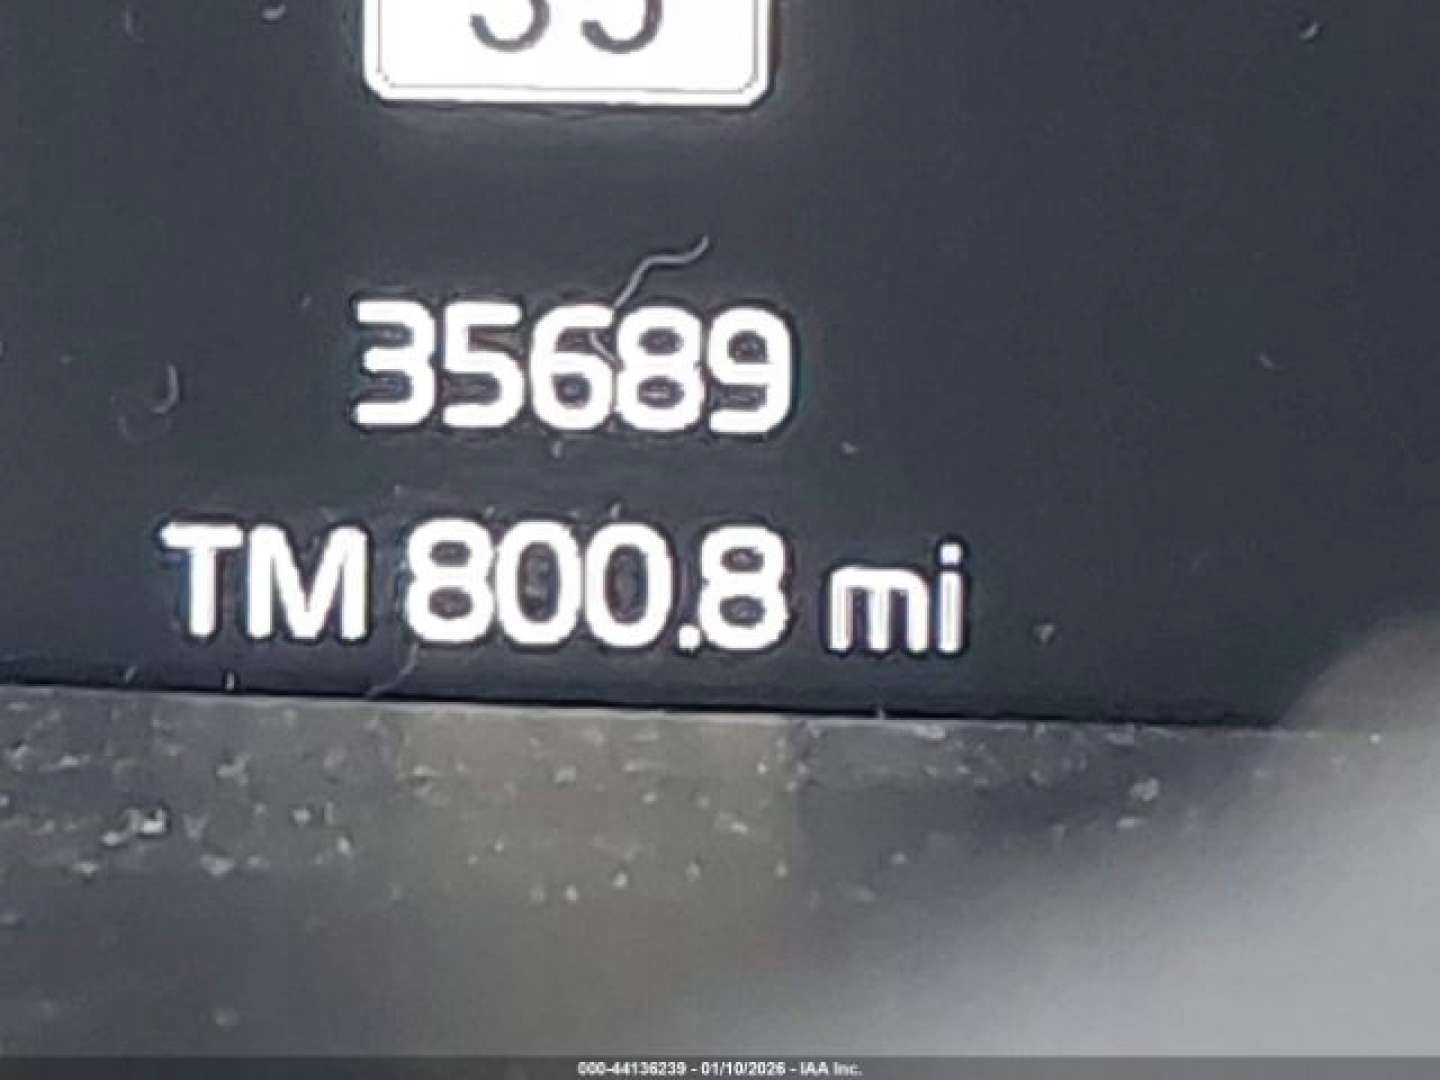 35689
TM 800.8 mi
000-44136239 - 01/10/2026 - IAA Inc.